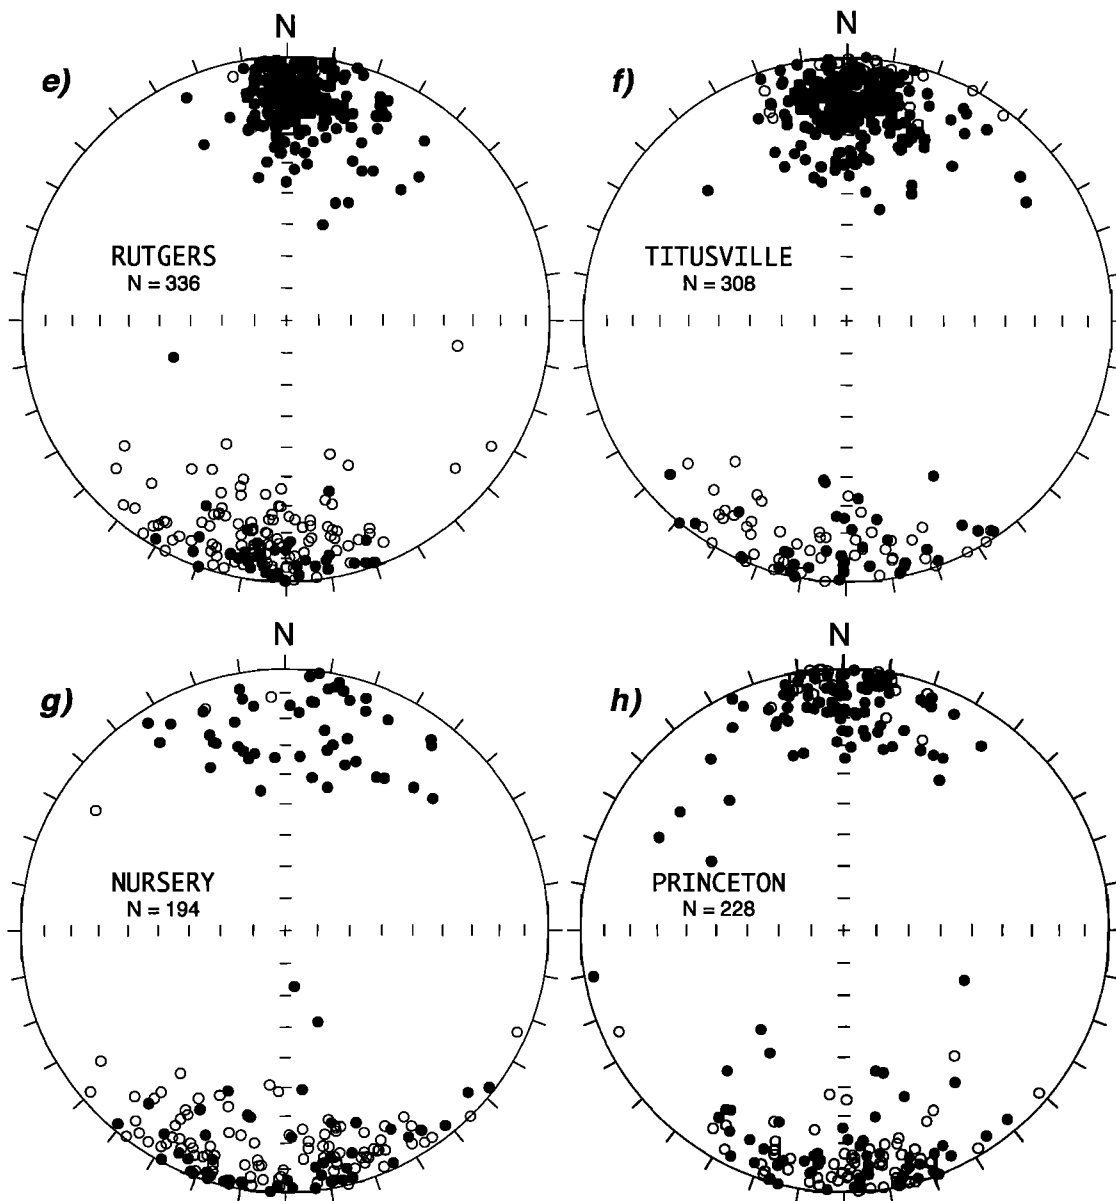 N
N
e)
f)
RUTGERS
N = 336
TITUSVILLE
N = 308
N
N
g)
h)
NURSERY
N = 194
PRINCETON
N = 228